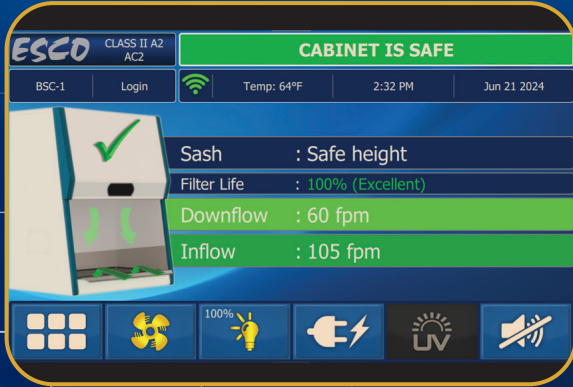 ESCO
CLASS II A2
AC2
CABINET IS SAFE
BSC-1
Login
Temp: 64°F
2:32 PM
Jun 21 2024
Sash : Safe height
Filter Life : 100% (Excellent)
Downflow : 60 fpm
Inflow : 105 fpm
100%
UV